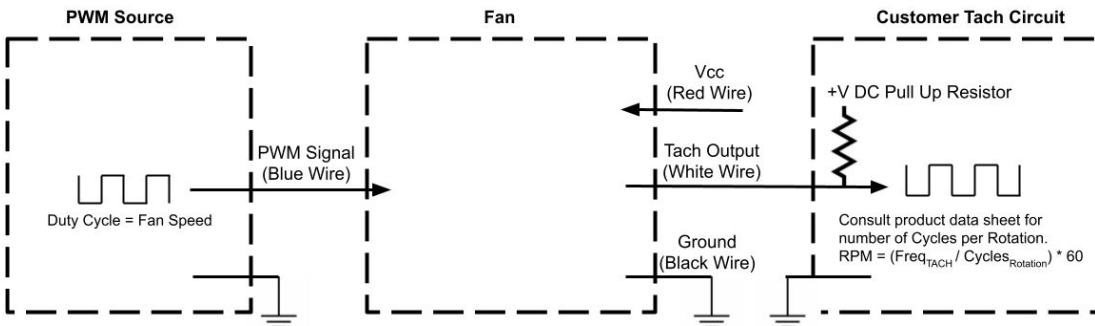 PWM Source
Fan
Customer Tach Circuit
Vcc
(Red Wire)
+V DC Pull Up Resistor
PWM Signal
(Blue Wire)
Tach Output
(White Wire)
Duty Cycle = Fan Speed
Consult product data sheet for
number of Cycles per Rotation.
RPM = (Freq_TACH / Cycles_Rotation) * 60
Ground
(Black Wire)